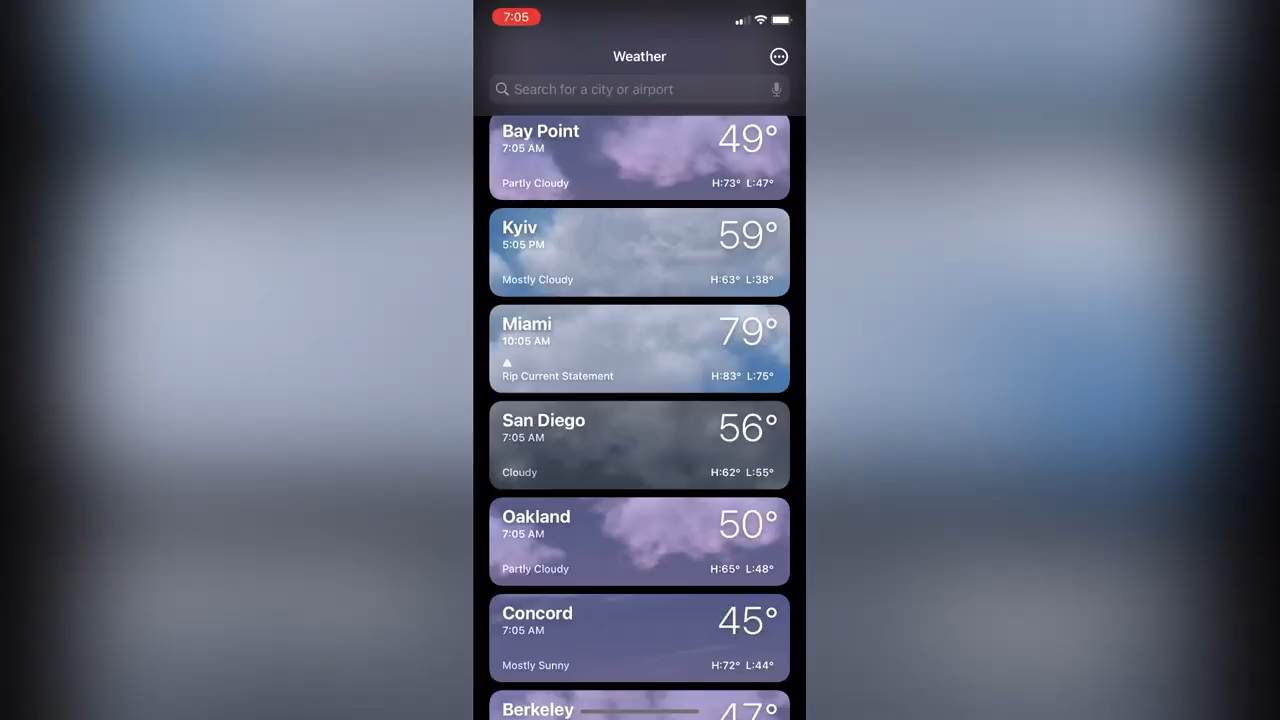 7:05
Weather
Search for a city or airport
Bay Point 49°
7:05 AM
Partly Cloudy H:73° L:47°
Kyiv 59°
5:05 PM
Mostly Cloudy H:63° L:38°
Miami 79°
10:05 AM
Rip Current Statement H:83° L:75°
San Diego 56°
7:05 AM
Cloudy H:62° L:55°
Oakland 50°
7:05 AM
Partly Cloudy H:65° L:48°
Concord 45°
7:05 AM
Mostly Sunny H:72° L:44°
Berkeley 47°